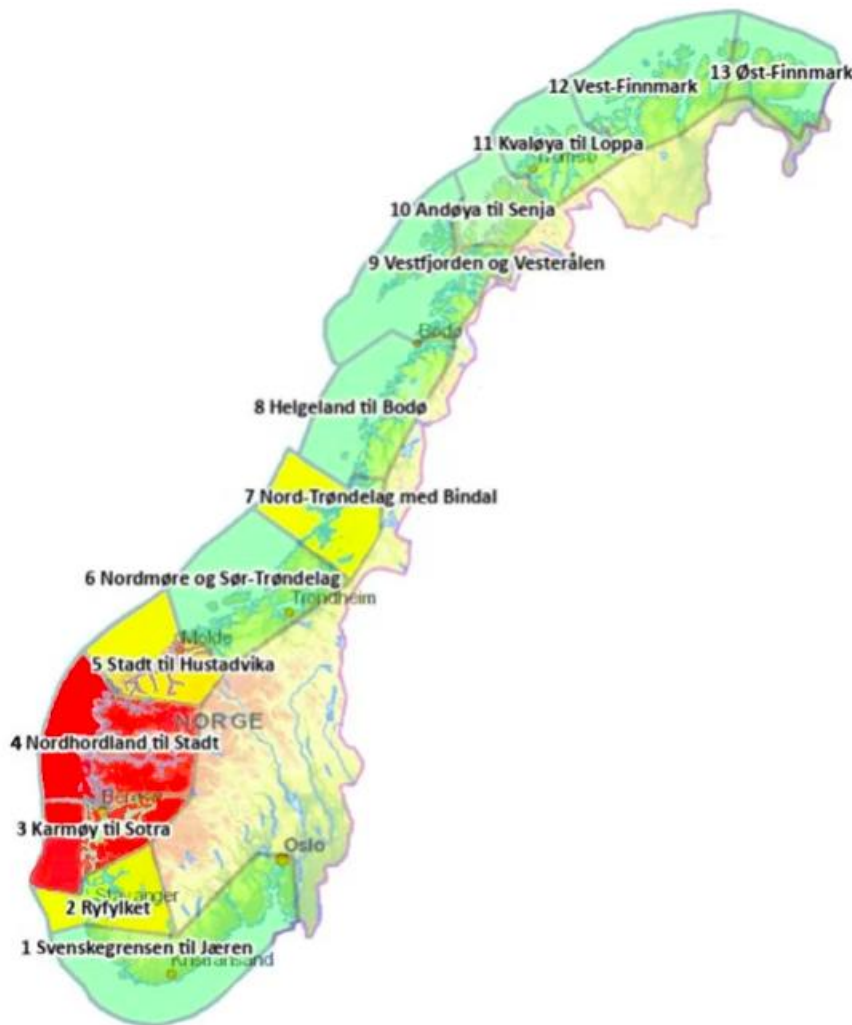 13 Øst-Finnmark
12 Vest-Finnmark
11 Kvaløya til Loppa
10 Andøya til Senja
9 Vestfjorden og Vesterålen
Bodø
8 Helgeland til Bodø
7 Nord-Trøndelag med Bindal
6 Nordmøre og Sør-Trøndelag
Trondheim
Molde
5 Stadt til Hustadvika
NORGE
4 Nordhordland til Stadt
3 Karmøy til Sotra
Oslo
2 Ryfylket
1 Svenskegrensen til Jæren
Kristiansand